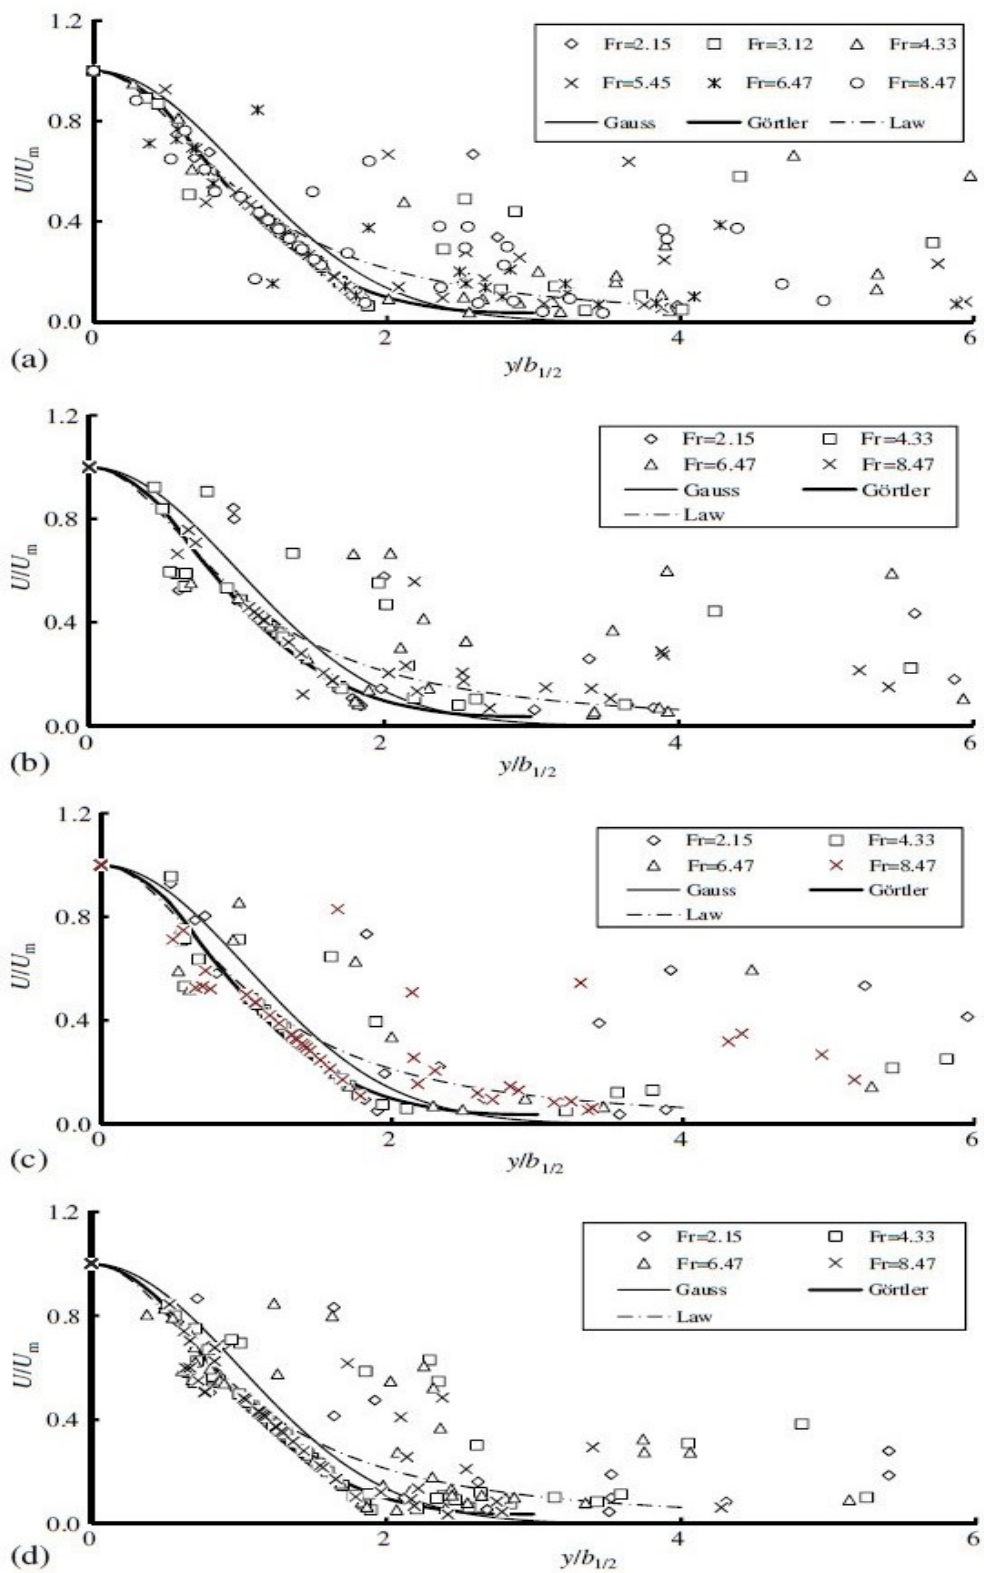 1.2
0.8
0.4
0.0
U/Um
Fr=2.15 Fr=3.12 Fr=4.33
Fr=5.45 Fr=6.47 Fr=8.47
Gauss Görtler Law
0 2 4 6
(a)
y/b1/2
1.2
0.8
0.4
0.0
U/Um
Fr=2.15 Fr=4.33
Fr=6.47 Fr=8.47
Gauss Görtler
Law
0 2 4 6
(b)
y/b1/2
1.2
0.8
0.4
0.0
U/Um
Fr=2.15 Fr=4.33
Fr=6.47 Fr=8.47
Gauss Görtler
Law
0 2 4 6
(c)
y/b1/2
1.2
0.8
0.4
0.0
U/Um
Fr=2.15 Fr=4.33
Fr=6.47 Fr=8.47
Gauss Görtler
Law
0 2 4 6
(d)
y/b1/2